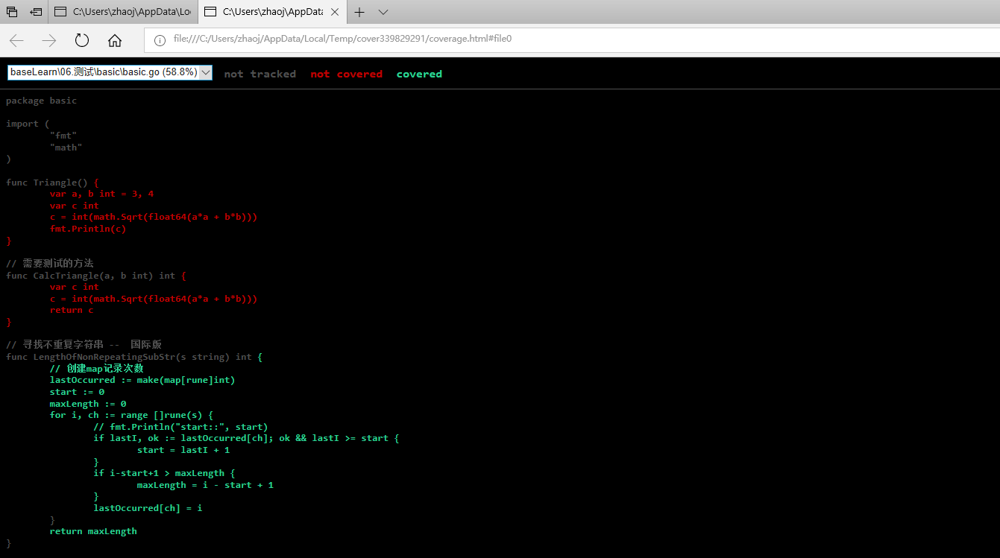 C:\Users\zhaoj\AppData\Lo
C:\Users\zhaoj\AppData
file:///C:/Users/zhaoj/AppData/Local/Temp/cover339829291/coverage.html#file0
baseLearn\06.测试\basic\basic.go (58.8%) not tracked not covered covered
package basic
import (
"fmt"
"math"
)
func Triangle() {
var a, b int = 3, 4
var c int
c = int(math.Sqrt(float64(a*a + b*b)))
fmt.Println(c)
}
// 需要测试的方法
func CalcTriangle(a, b int) int {
var c int
c = int(math.Sqrt(float64(a*a + b*b)))
return c
}
// 寻找不重复字符串 -- 国际版
func LengthOfNonRepeatingSubStr(s string) int {
// 创建map记录次数
lastOccurred := make(map[rune]int)
start := 0
maxLength := 0
for i, ch := range []rune(s) {
// fmt.Println("start::", start)
if lastI, ok := lastOccurred[ch]; ok && lastI >= start {
start = lastI + 1
}
if i-start+1 > maxLength {
maxLength = i - start + 1
}
lastOccurred[ch] = i
}
return maxLength
}